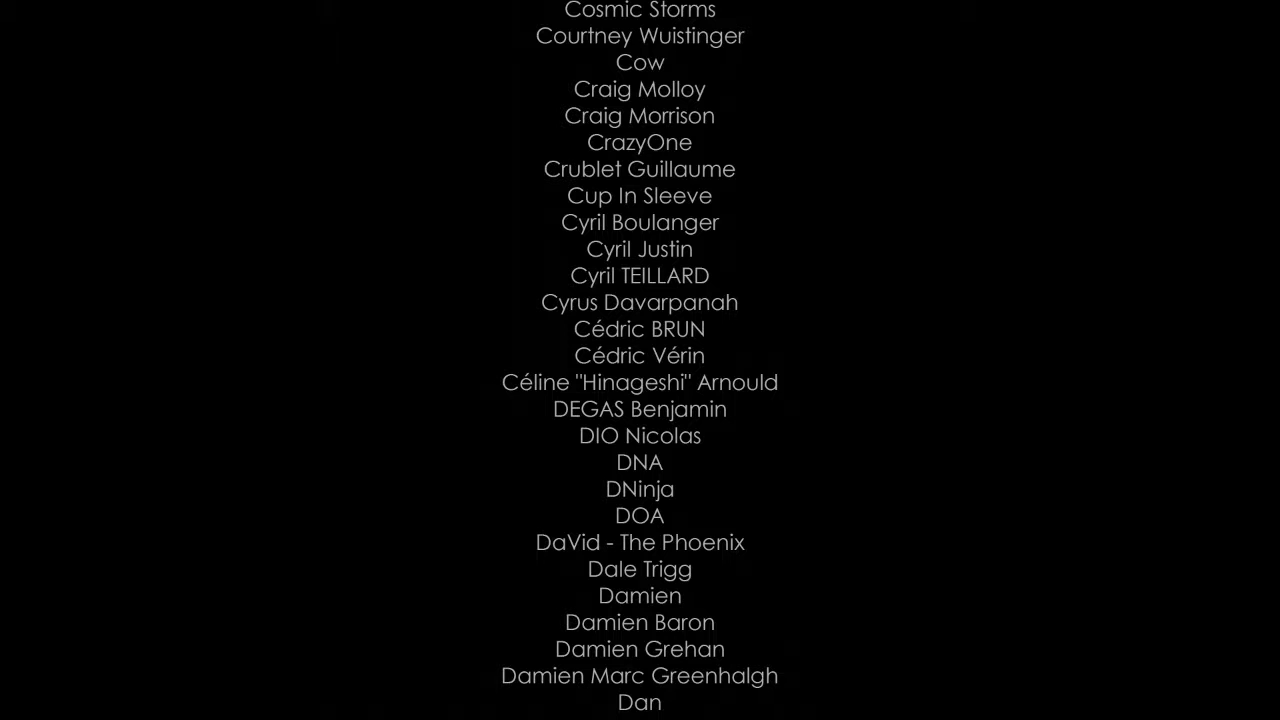 Cosmic Storms
Courtney Wuistinger
Cow
Craig Molloy
Craig Morrison
CrazyOne
Crublet Guillaume
Cup In Sleeve
Cyril Boulanger
Cyril Justin
Cyril TEILLARD
Cyrus Davarpanah
Cédric BRUN
Cédric Vérin
Céline "Hinageshi" Arnould
DEGAS Benjamin
DIO Nicolas
DNA
DNinja
DOA
DaVid - The Phoenix
Dale Trigg
Damien
Damien Baron
Damien Grehan
Damien Marc Greenhalgh
Dan